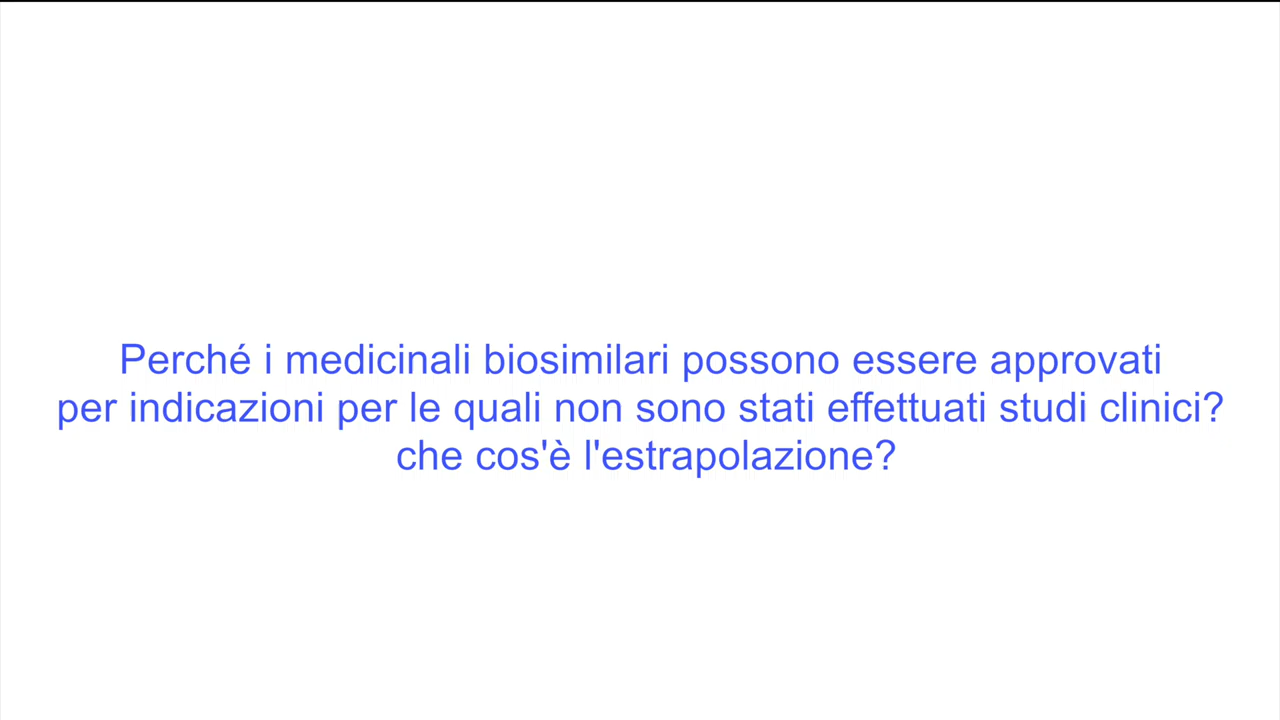 Perché i medicinali biosimilari possono essere approvati
per indicazioni per le quali non sono stati effettuati studi clinici?
che cos'è l'estrapolazione?